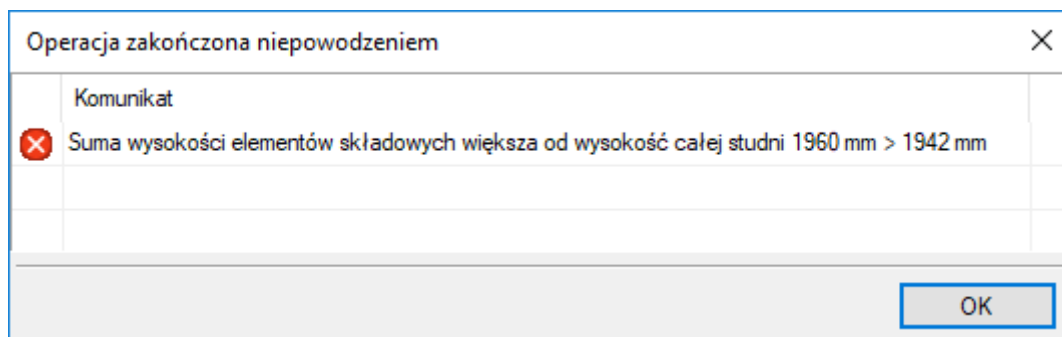 Operacja zakończona niepowodzeniem
Komunikat
Suma wysokości elementów składowych większa od wysokość całej studni 1960 mm > 1942 mm
OK